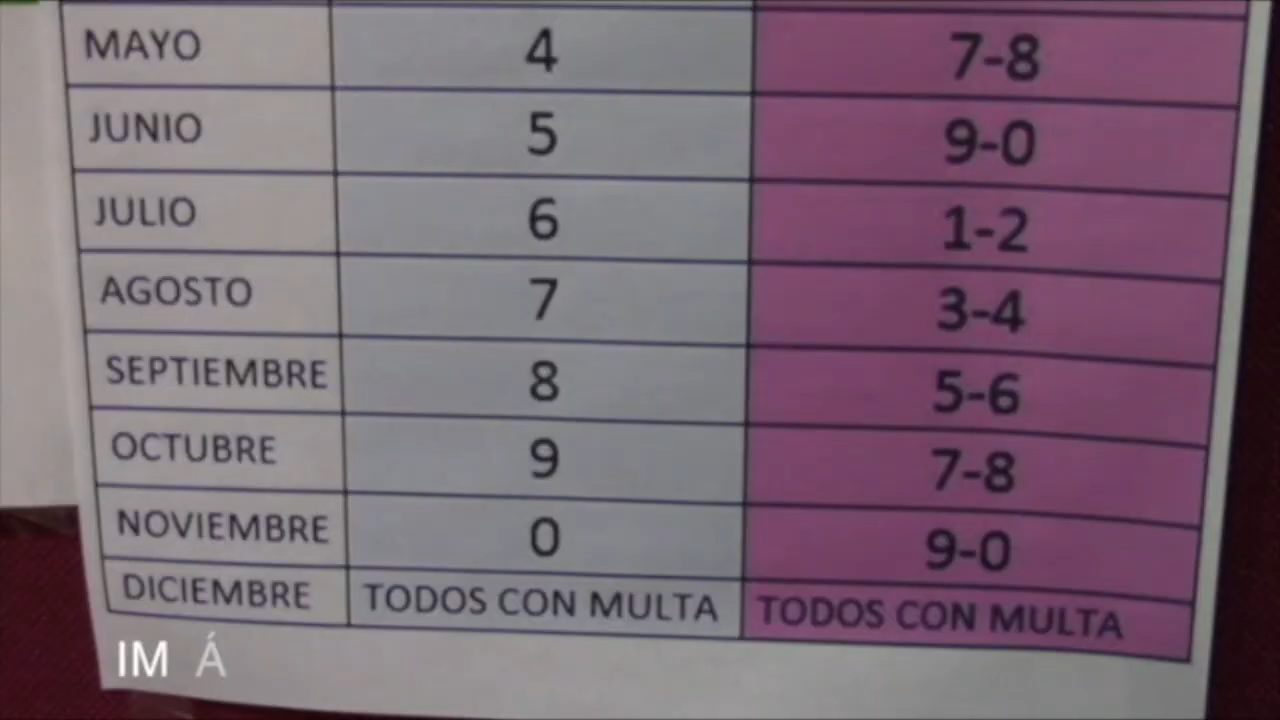 MAYO 4 7-8
JUNIO 5 9-0
JULIO 6 1-2
AGOSTO 7 3-4
SEPTIEMBRE 8 5-6
OCTUBRE 9 7-8
NOVIEMBRE 0 9-0
DICIEMBRE TODOS CON MULTA TODOS CON MULTA
IM Á